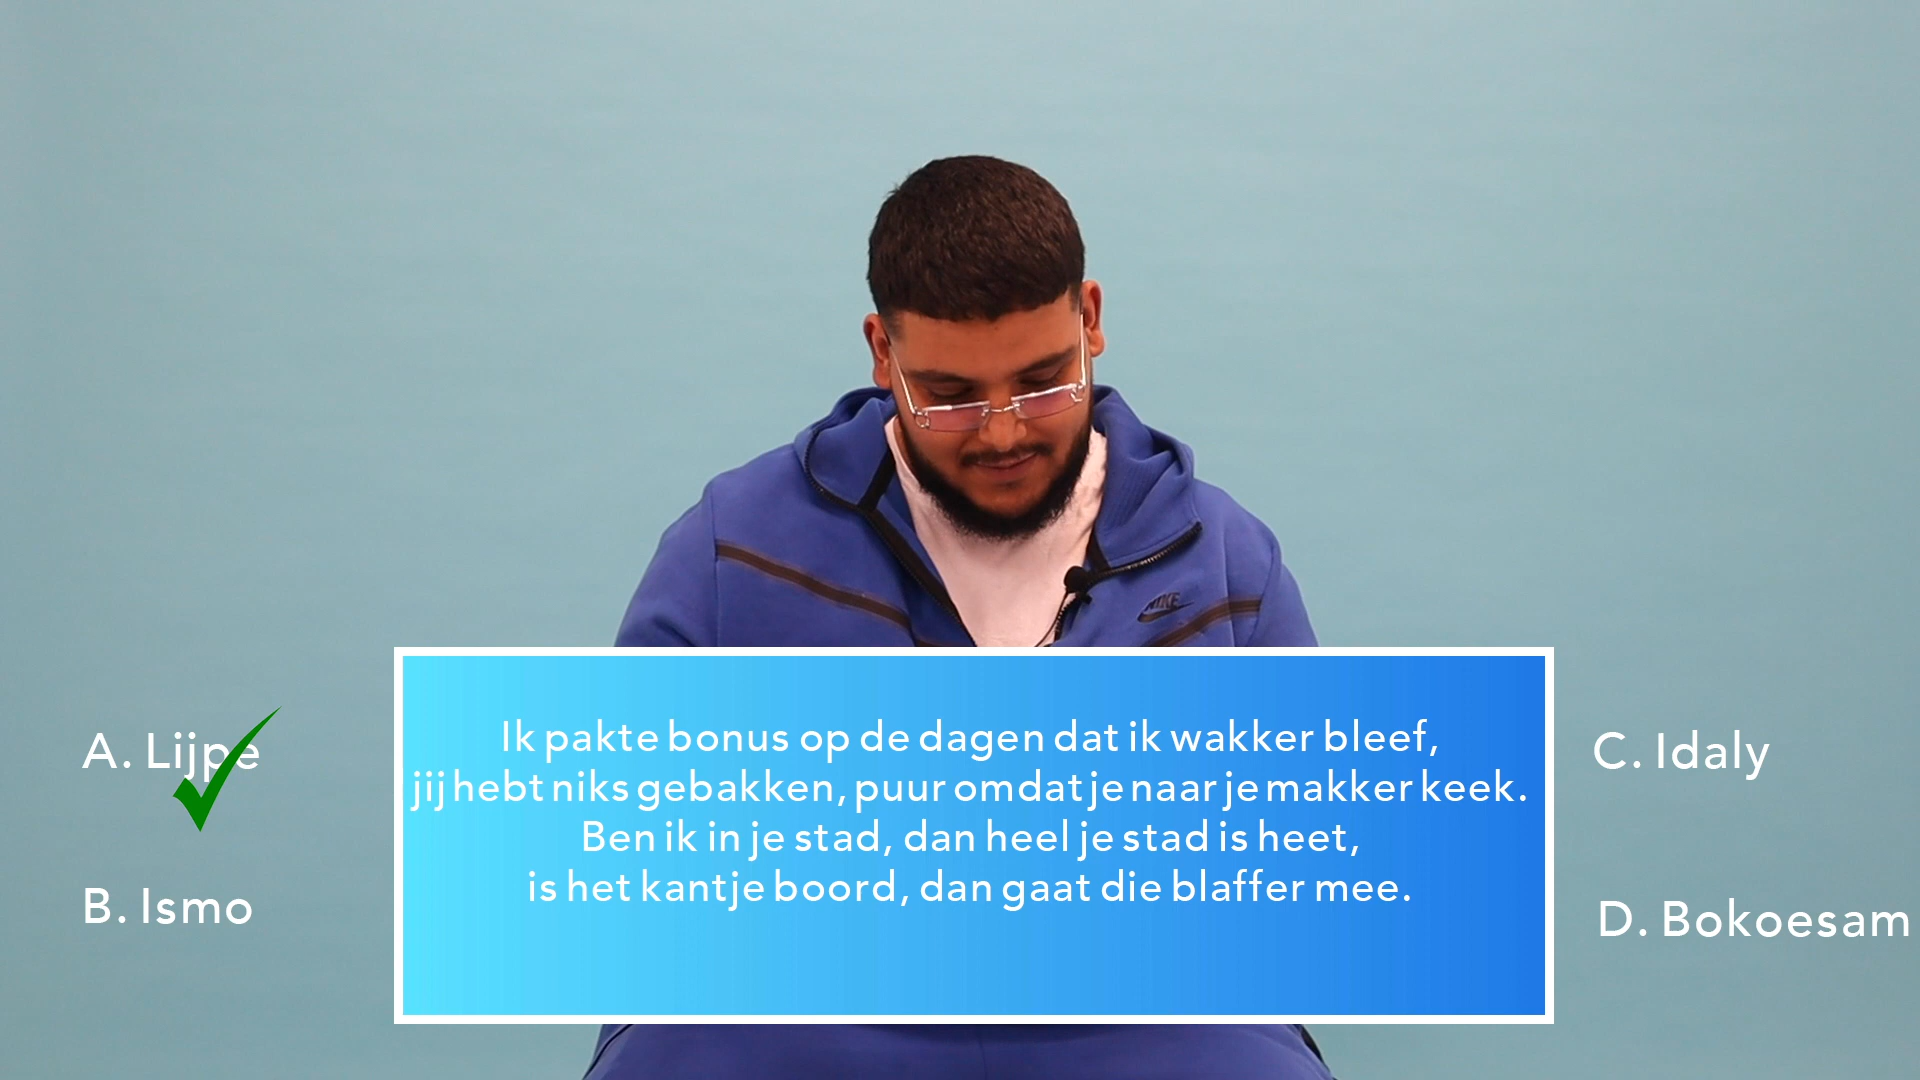 NIKE
A. Lijpe
B. Ismo
Ik pakte bonus op de dagen dat ik wakker bleef,
jij hebt niks gebakken, puur omdat je naar je makker keek.
Ben ik in je stad, dan heel je stad is heet,
is het kantje boord, dan gaat die blaffer mee.
C. Idaly
D. Bokoesam